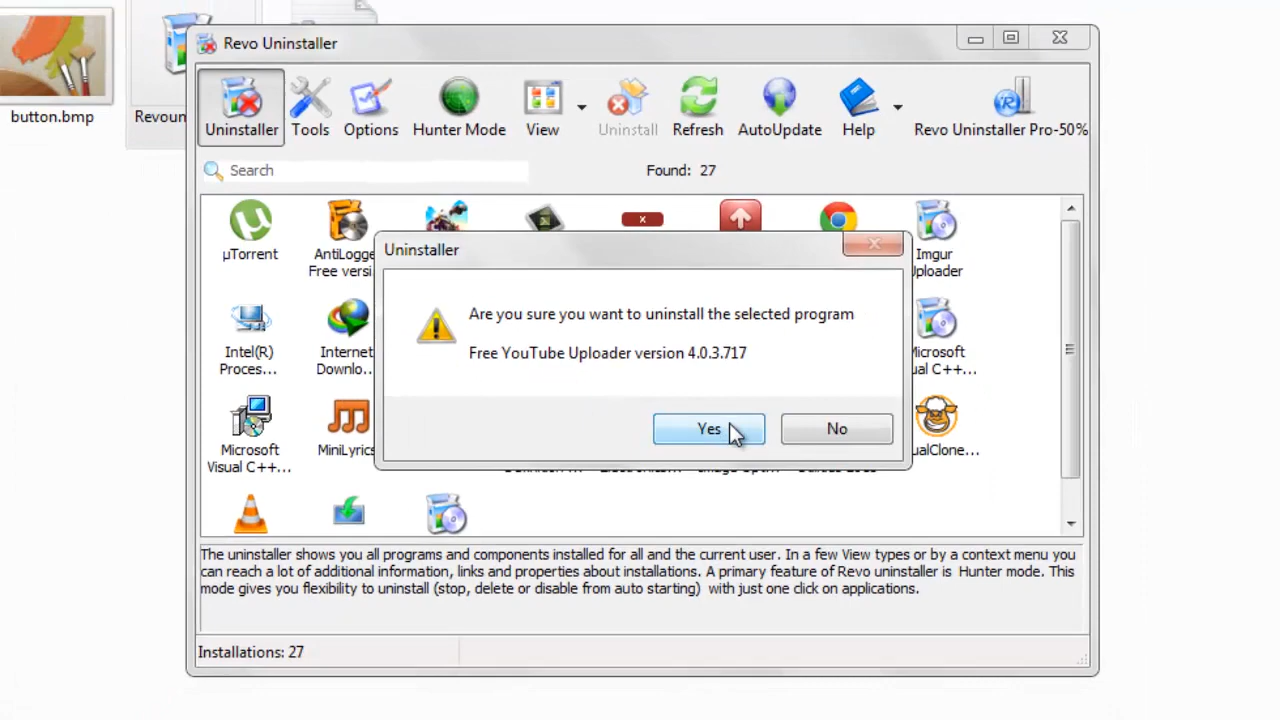 button.bmp
Revoun
Revo Uninstaller
Uninstaller
Tools
Options
Hunter Mode
View
Uninstall
Refresh
AutoUpdate
Help
Revo Uninstaller Pro-50%
Search
Found: 27
µTorrent
AntiLogge
Free versi
Imgur
Uploader
Uninstaller
Are you sure you want to uninstall the selected program
Free YouTube Uploader version 4.0.3.717
Yes
No
Intel(R)
Proces...
Internet
Downlo...
Microsoft
ual C++...
Microsoft
Visual C++...
MiniLyrics
ualClone...
The uninstaller shows you all programs and components installed for all and the current user. In a few View types or by a context menu you
can reach a lot of additional information, links and properties about installations. A primary feature of Revo uninstaller is Hunter mode. This
mode gives you flexibility to uninstall (stop, delete or disable from auto starting) with just one click on applications.
Installations: 27